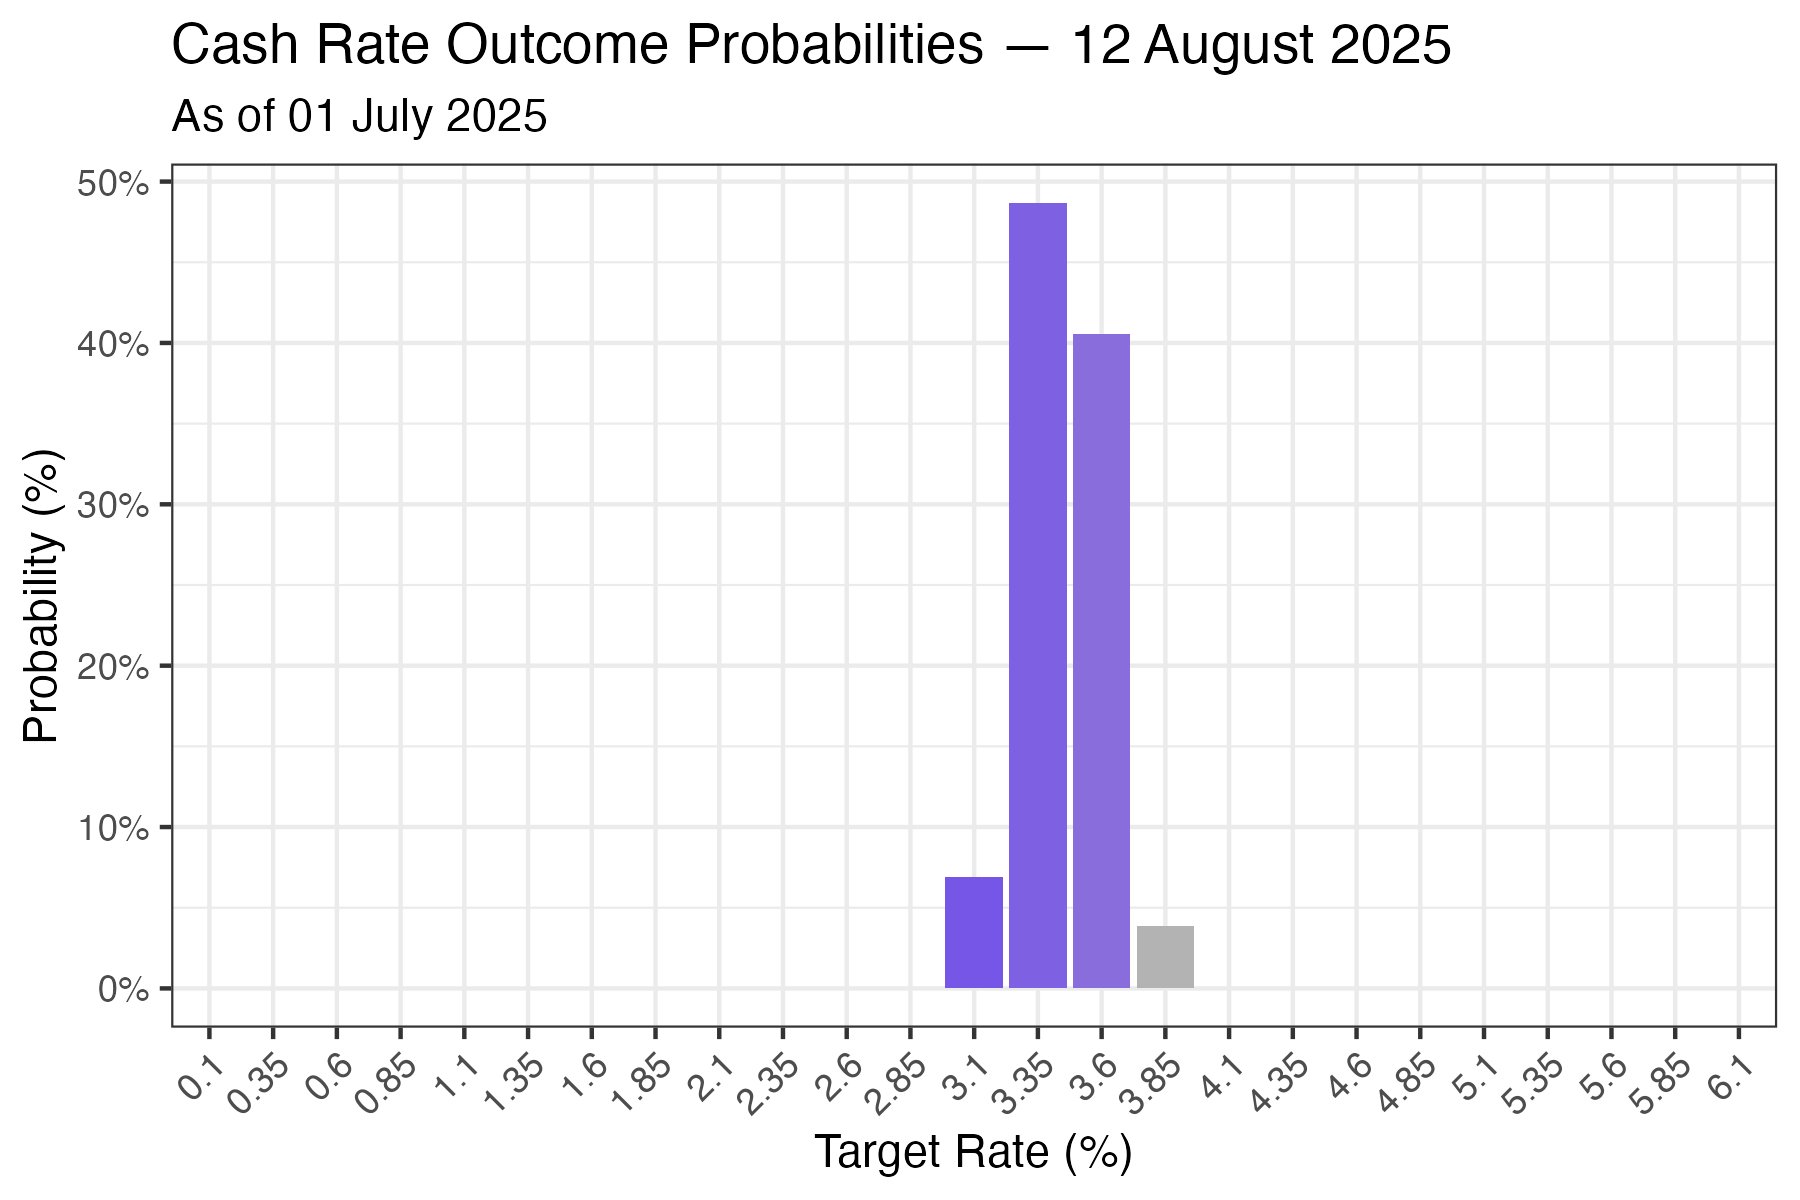 Cash Rate Outcome Probabilities — 12 August 2025
As of 01 July 2025
Probability (%)
50%
40%
30%
20%
10%
0%
0.1 0.35 0.6 0.85 1.1 1.35 1.6 1.85 2.1 2.35 2.6 2.85 3.1 3.35 3.6 3.85 4.1 4.35 4.6 4.85 5.1 5.35 5.6 5.85 6.1
Target Rate (%)